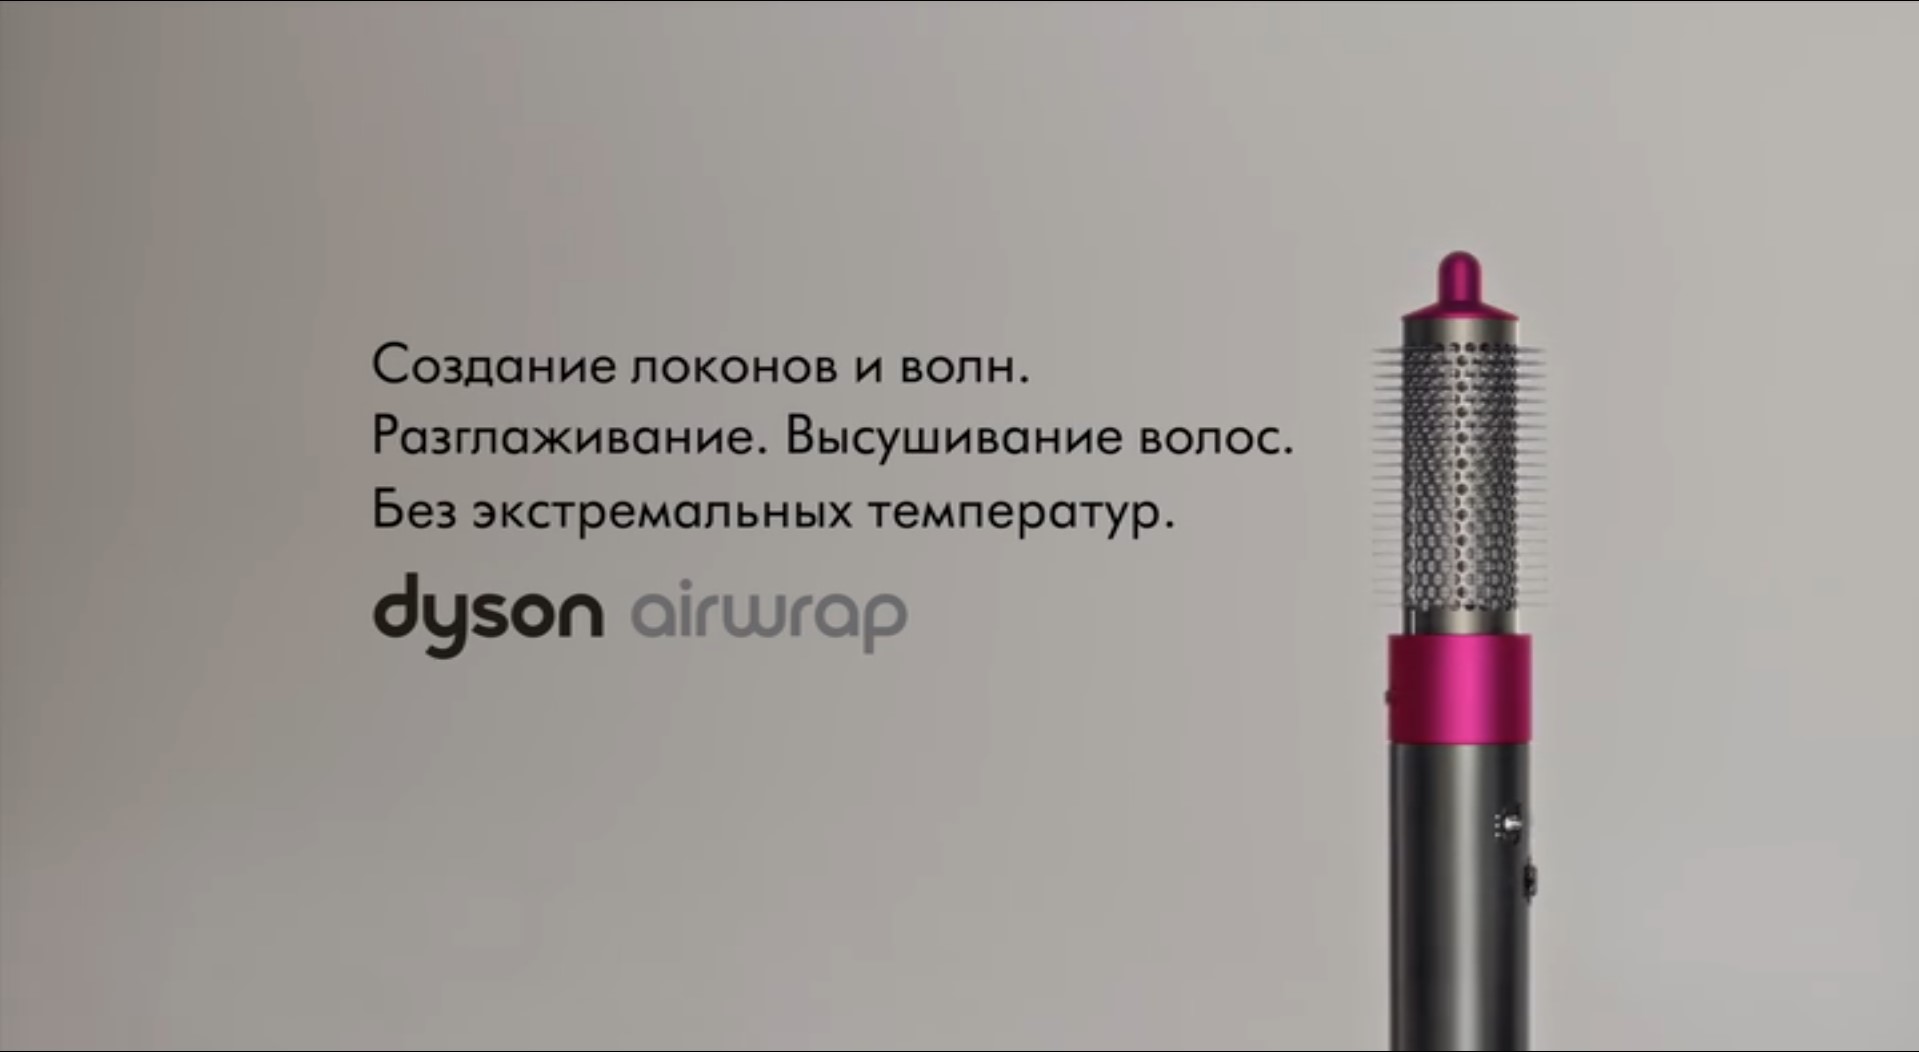 Создание локонов и волн.
Разглаживание. Высушивание волос.
Без экстремальных температур.
dyson airwrap